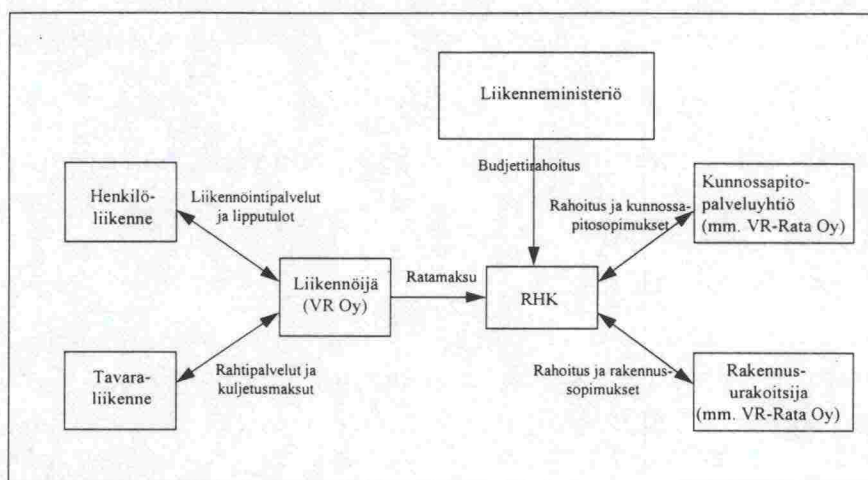 Liikenneministeriö
Budjettirahoitus
Henkilö-
liikenne
Liikennöintipalvelut
ja lipputulot
Kunnossapito-
palveluyhtiö
(mm. VR-Rata Oy)
Rahoitus ja kunnossa-
pitosopimukset
Liikennöijä
(VR Oy)
Ratamaksu
RHK
Tavara-
liikenne
Rahtipalvelut ja
kuljetusmaksut
Rahoitus ja rakennus-
sopimukset
Rakennus-
urakoitsija
(mm. VR-Rata Oy)